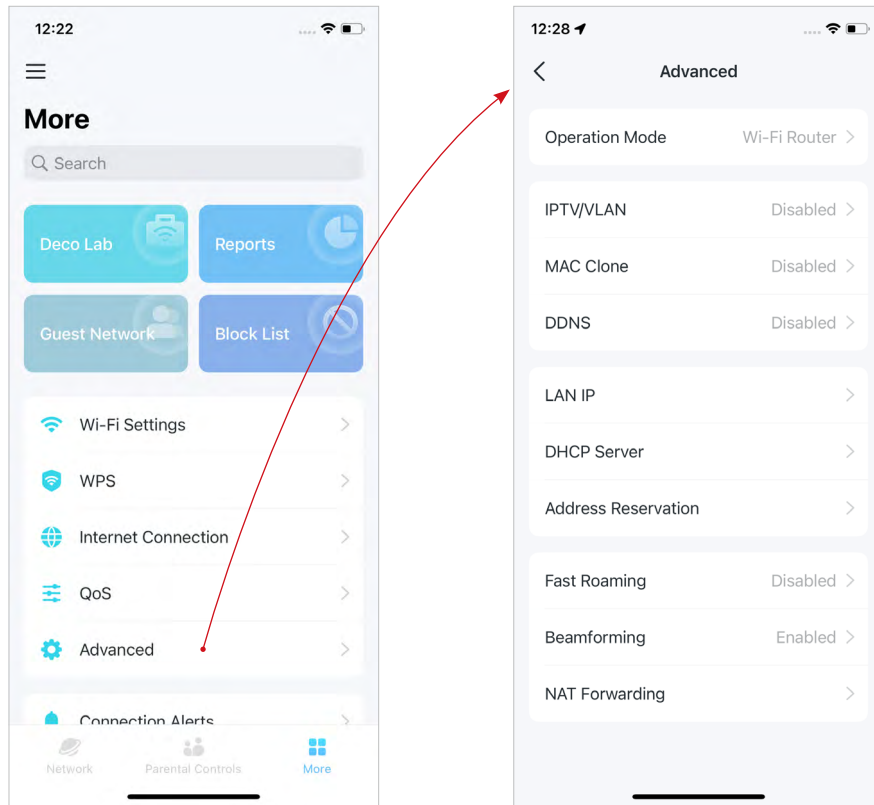 12:22
More
Search
Deco Lab
Reports
Guest Network
Block List
Wi-Fi Settings
WPS
Internet Connection
QoS
Advanced
Connection Alerts
Network
Parental Controls
More
12:28
Advanced
Operation Mode Wi-Fi Router
IPTV/VLAN Disabled
MAC Clone Disabled
DDNS Disabled
LAN IP
DHCP Server
Address Reservation
Fast Roaming Disabled
Beamforming Enabled
NAT Forwarding